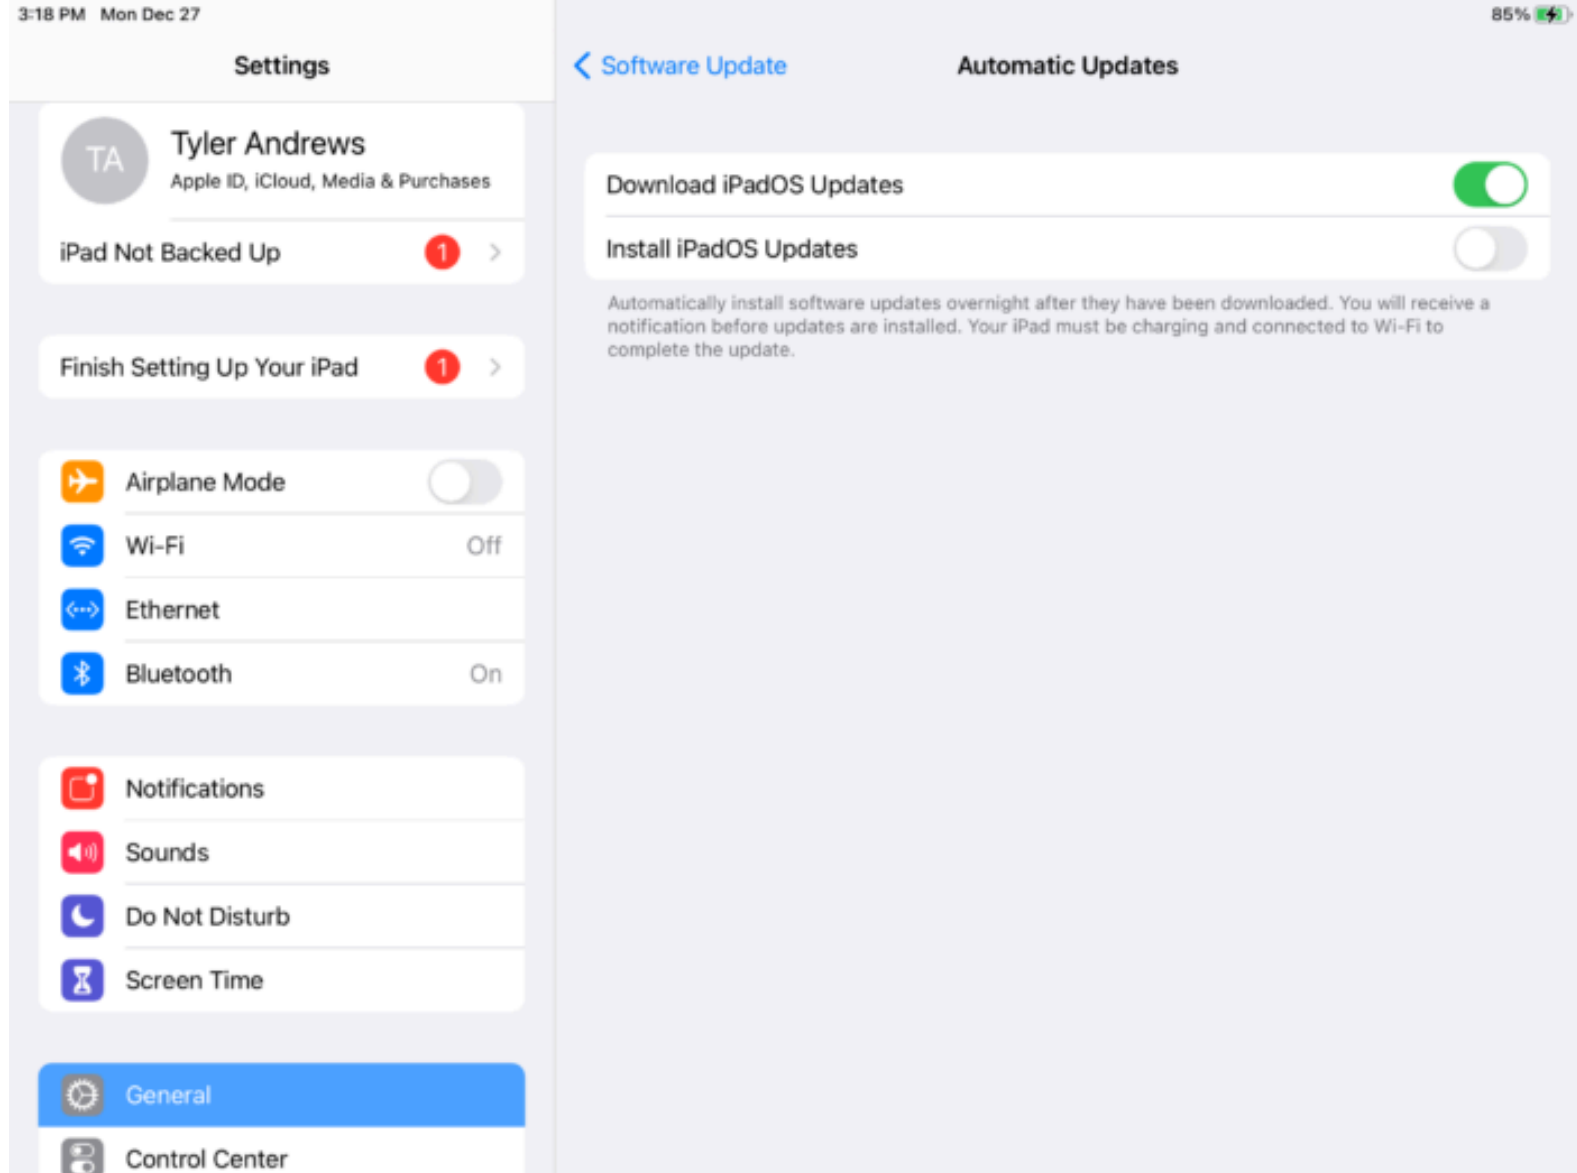 3:18 PM Mon Dec 27
85%
Settings
TA
Tyler Andrews
Apple ID, iCloud, Media & Purchases
iPad Not Backed Up 1
Finish Setting Up Your iPad 1
Airplane Mode
Wi-Fi Off
Ethernet
Bluetooth On
Notifications
Sounds
Do Not Disturb
Screen Time
General
Control Center
Software Update
Automatic Updates
Download iPadOS Updates
Install iPadOS Updates
Automatically install software updates overnight after they have been downloaded. You will receive a
notification before updates are installed. Your iPad must be charging and connected to Wi-Fi to
complete the update.